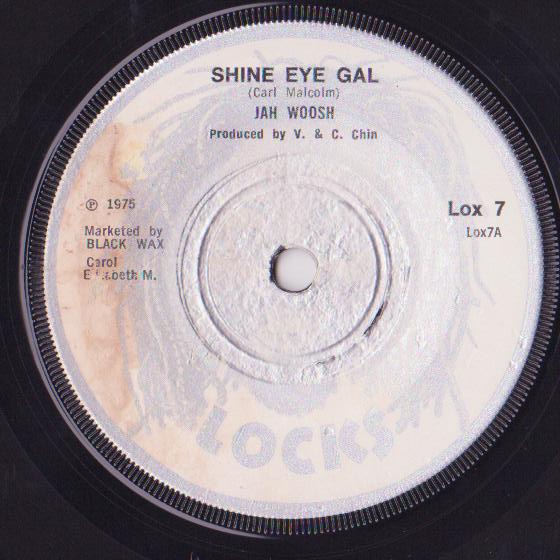 SHINE EYE GAL
(Carl Malcolm)
JAH WOOSH
Produced by V. & C. Chin
℗ 1975
Lox 7
Marketed by
BLACK WAX
Lox7A
Carol
M.
LOCKS